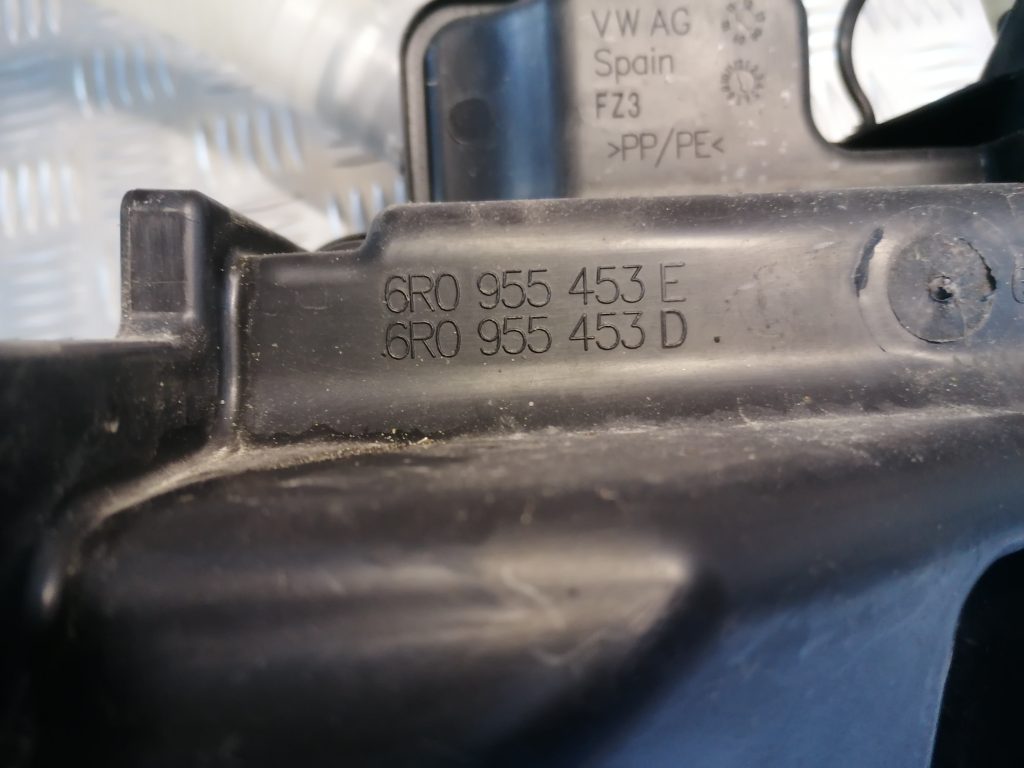 VW AG
Spain
FZ3
>PP/PE<
6R0 955 453 E
6R0 955 453 D